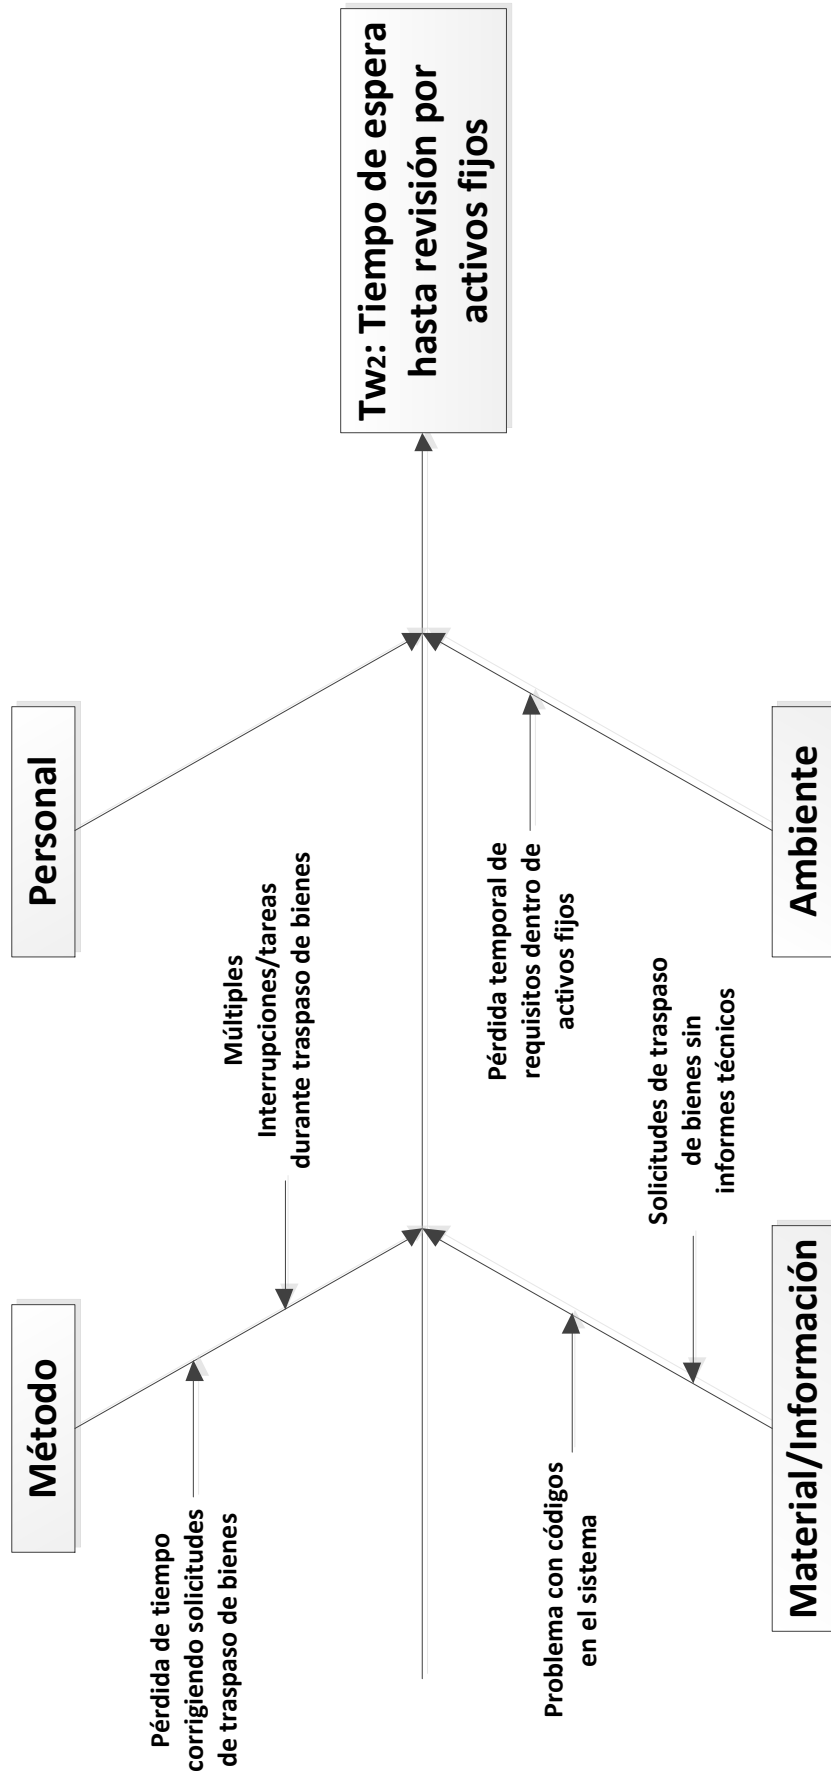 Método
Personal
Pérdida de tiempo
corrigiendo solicitudes
de traspaso de bienes
Múltiples
Interrupciones/tareas
durante traspaso de bienes
Tw2: Tiempo de espera
hasta revisión por
activos fijos
Problema con códigos
en el sistema
Solicitudes de traspaso
de bienes sin
informes técnicos
Pérdida temporal de
requisitos dentro de
activos fijos
Material/Información
Ambiente